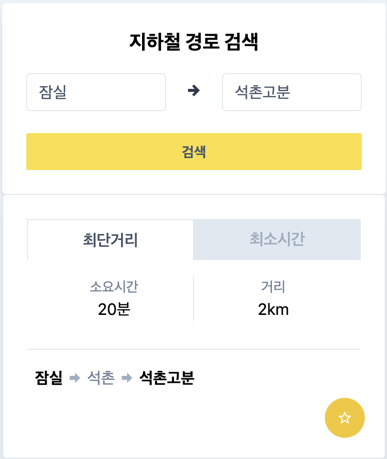 지하철 경로 검색
잠실 → 석촌고분
검색
최단거리 최소시간
소요시간 거리
20분 2km
잠실 → 석촌 → 석촌고분